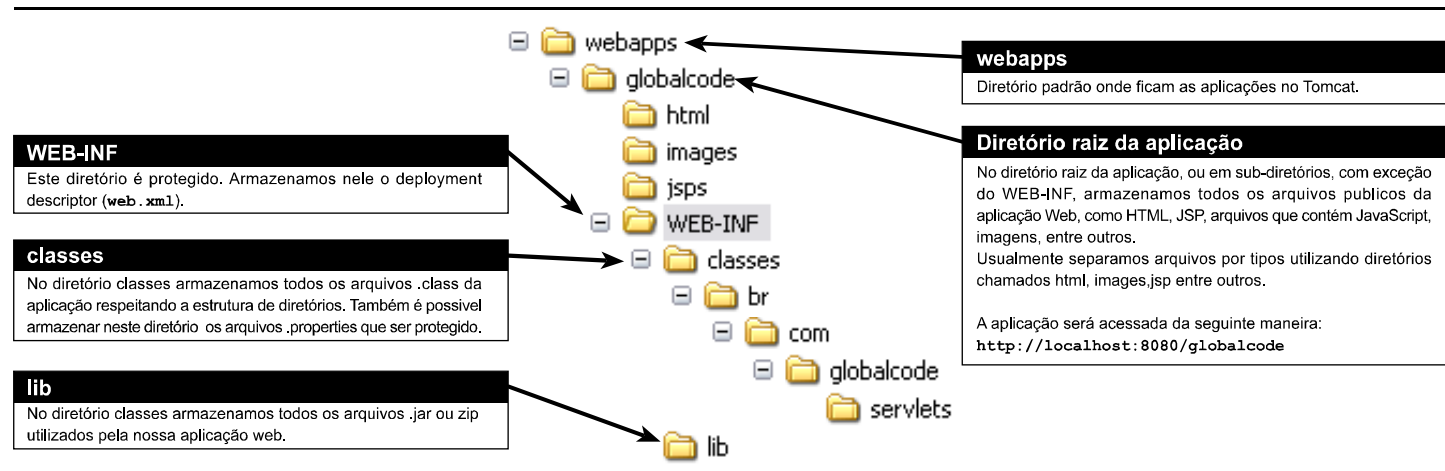 webapps
globalcode
html
images
jsps
WEB-INF
classes
br
com
globalcode
servlets
lib
WEB-INF
Este diretório é protegido. Armazenamos nele o deployment
descriptor (web.xml).
classes
No diretório classes armazenamos todos os arquivos .class da
aplicação respeitando a estrutura de diretórios. Também é possivel
armazenar neste diretório os arquivos .properties que ser protegido.
lib
No diretório classes armazenamos todos os arquivos .jar ou zip
utilizados pela nossa aplicação web.
webapps
Diretório padrão onde ficam as aplicações no Tomcat.
Diretório raiz da aplicação
No diretório raiz da aplicação, ou em sub-diretórios, com exceção
do WEB-INF, armazenamos todos os arquivos publicos da
aplicação Web, como HTML, JSP, arquivos que contém JavaScript,
imagens, entre outros.
Usualmente separamos arquivos por tipos utilizando diretórios
chamados html, images,jsp entre outros.
A aplicação será acessada da seguinte maneira:
http://localhost:8080/globalcode